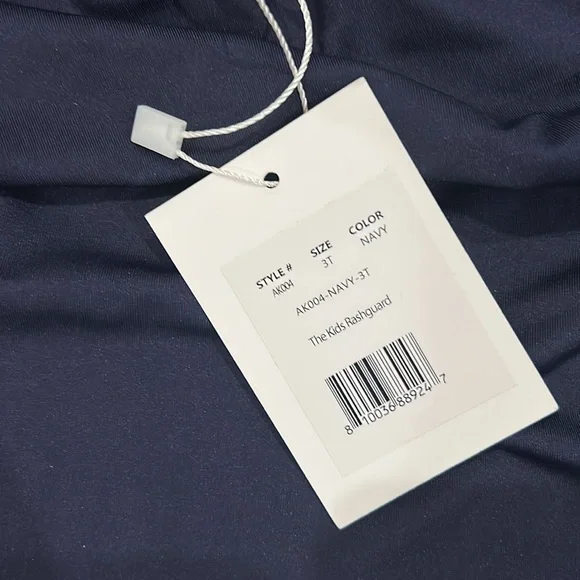 STYLE # SIZE COLOR
AK004 3T NAVY
AK004-NAVY-3T
The Kids Rashguard
8 10036 88924 7